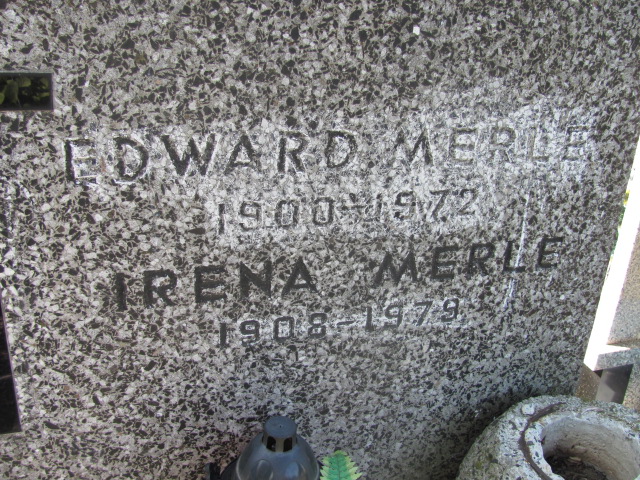 EDWARD MERLE
1900-1972
IRENA MERLE
1908-1979